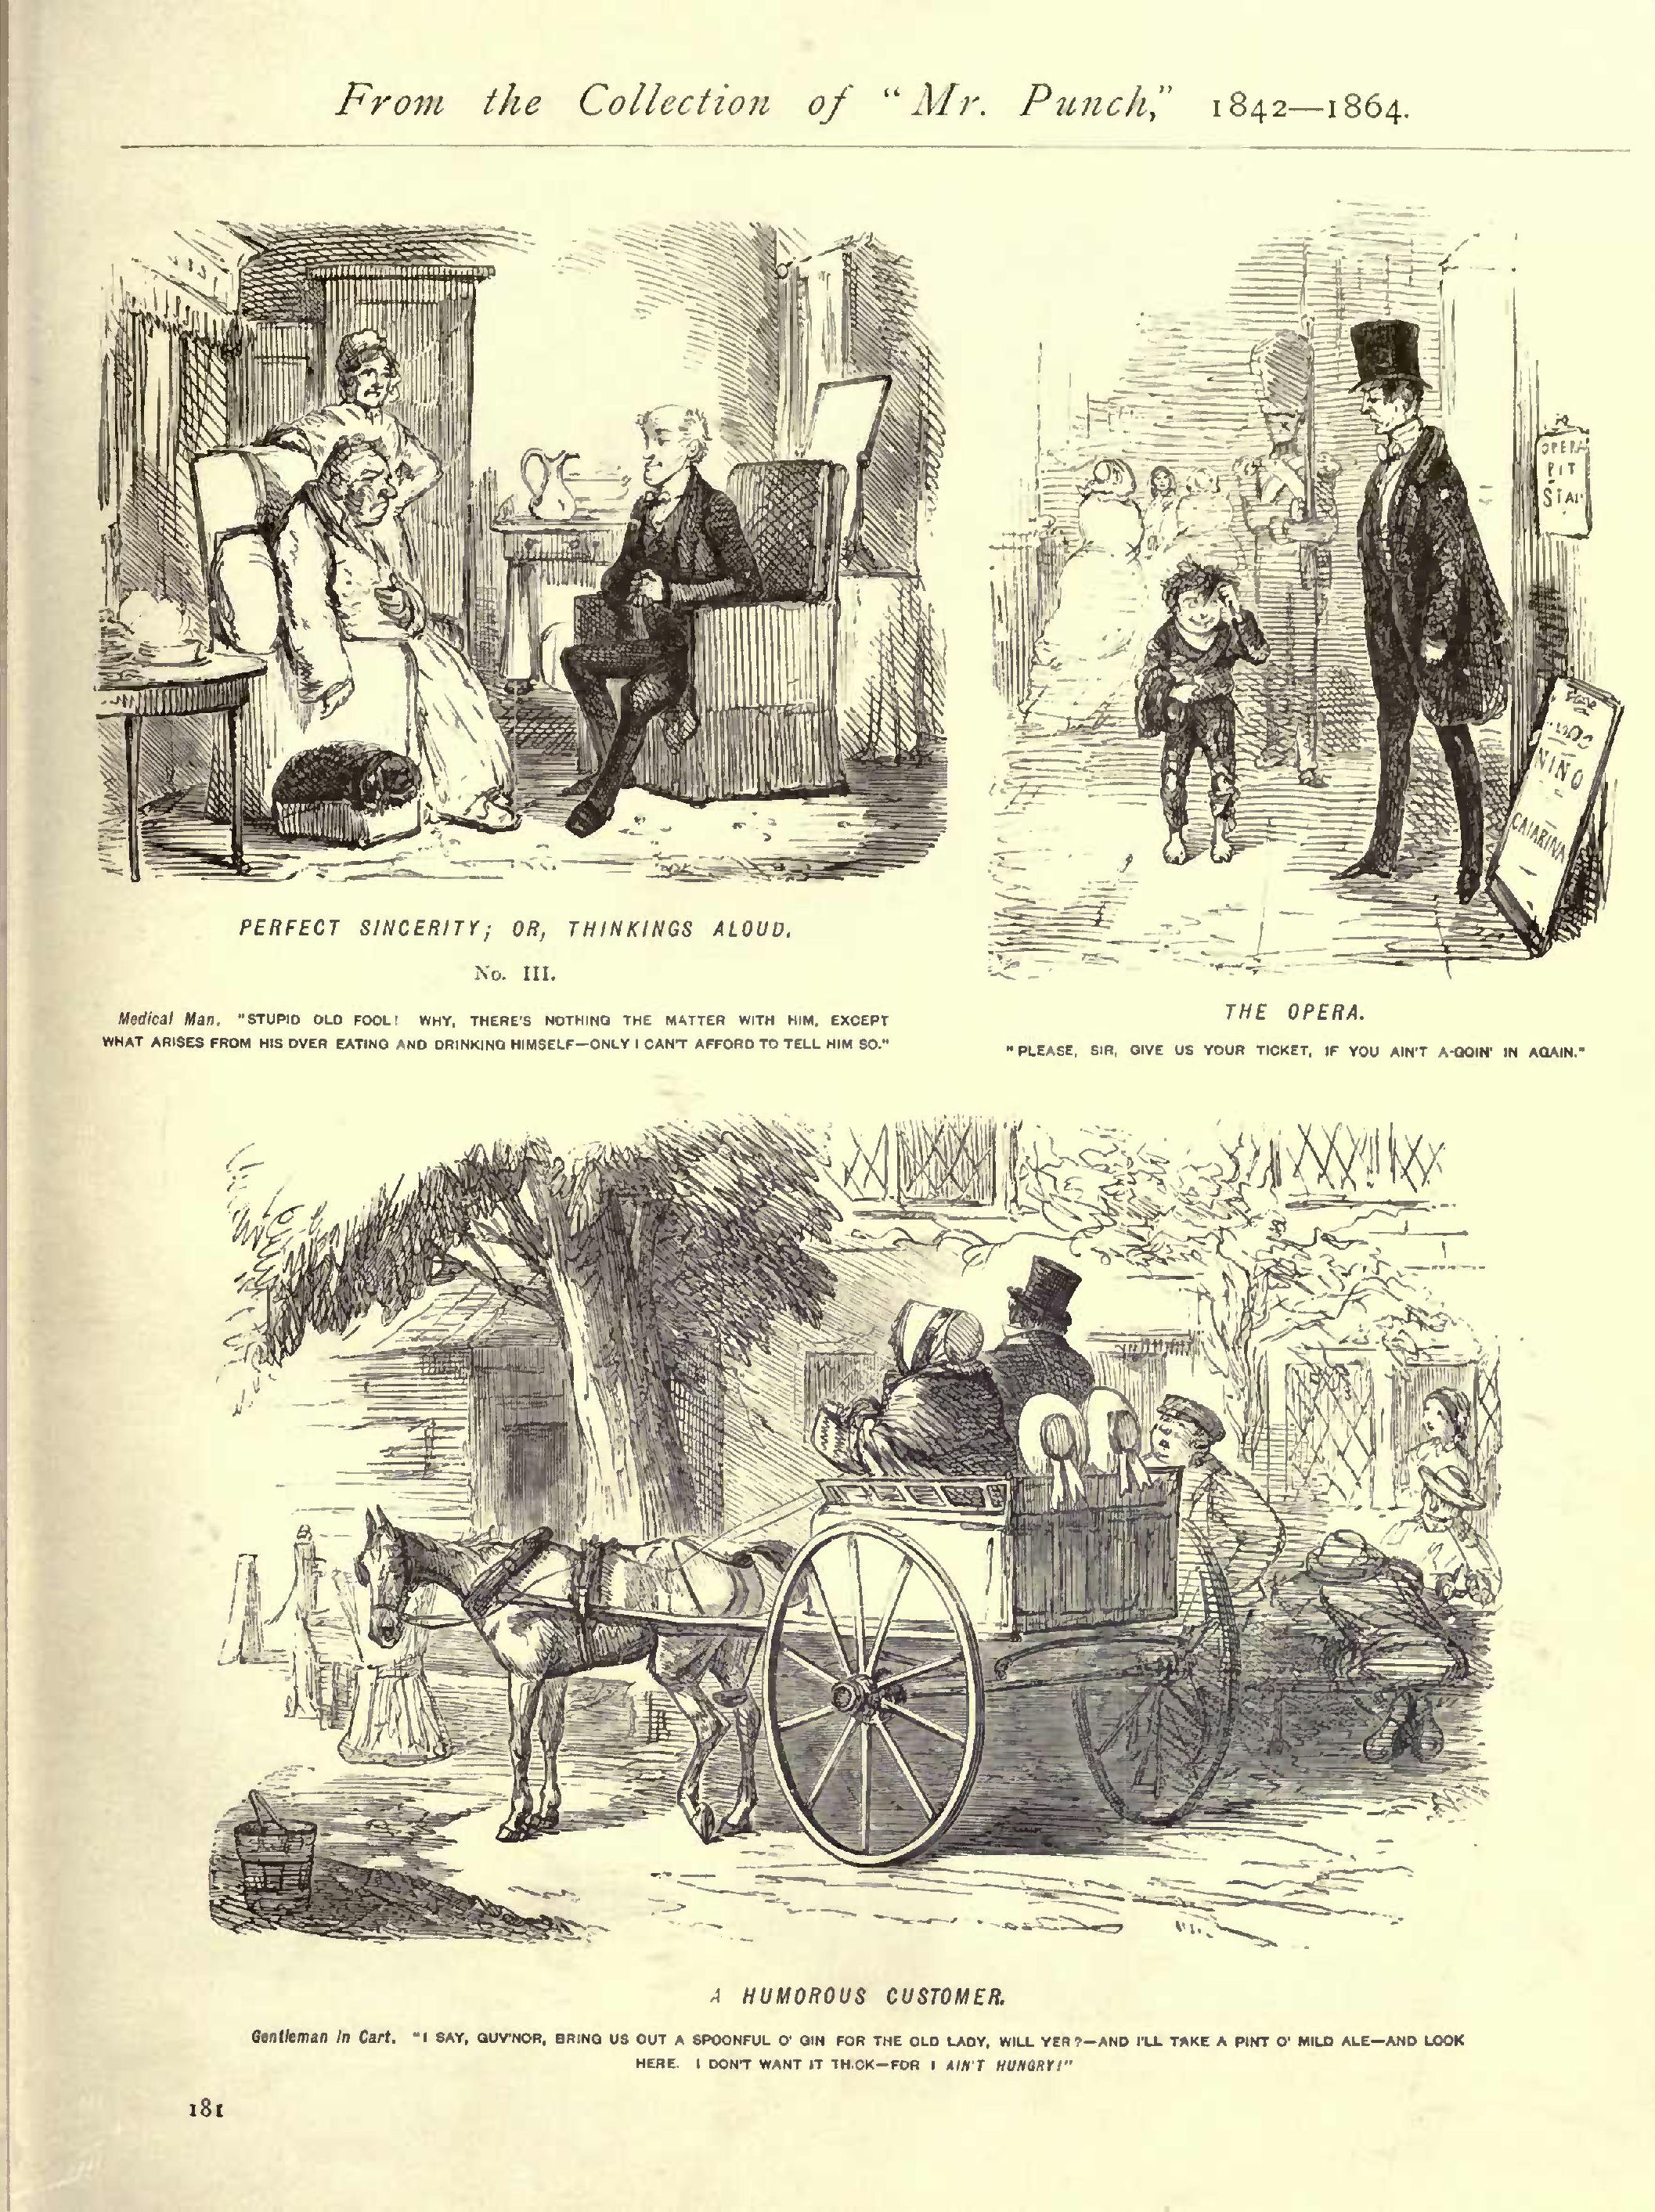 From the Collection of "Mr. Punch," 1842—1864.
OPERA
PIT
STAL
NINO
CATARINA
PERFECT SINCERITY; OR, THINKINGS ALOUD.
No. III.
Medical Man. "STUPID OLD FOOL! WHY, THERE'S NOTHING THE MATTER WITH HIM, EXCEPT
WHAT ARISES FROM HIS OVER EATING AND DRINKING HIMSELF—ONLY I CAN'T AFFORD TO TELL HIM SO."
THE OPERA.
"PLEASE, SIR, GIVE US YOUR TICKET, IF YOU AIN'T A-GOIN' IN AGAIN."
A HUMOROUS CUSTOMER.
Gentleman in Cart. "I SAY, GUV'NOR, BRING US OUT A SPOONFUL O' GIN FOR THE OLD LADY, WILL YER?—AND I'LL TAKE A PINT O' MILD ALE—AND LOOK
HERE. I DON'T WANT IT THICK—FOR I AIN'T HUNGRY!"
181